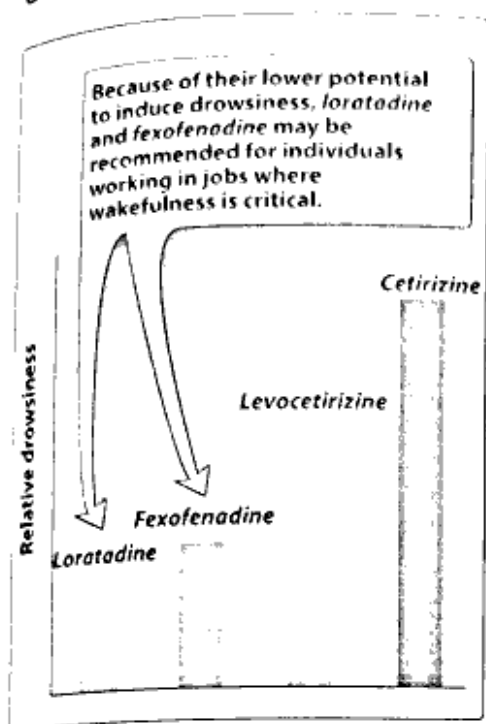 Because of their lower potential
to induce drowsiness, loratadine
and fexofenadine may be
recommended for individuals
working in jobs where
wakefulness is critical.
Cetirizine
Levocetirizine
Fexofenadine
Loratadine
Relative drowsiness